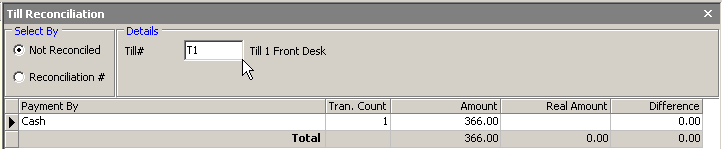 Till Reconciliation
Select By
Details
Not Reconciled
Till# T1 Till 1 Front Desk
Reconciliation #
Payment By Tran. Count Amount Real Amount Difference
Cash 1 366.00 0.00
Total 366.00 0.00 0.00